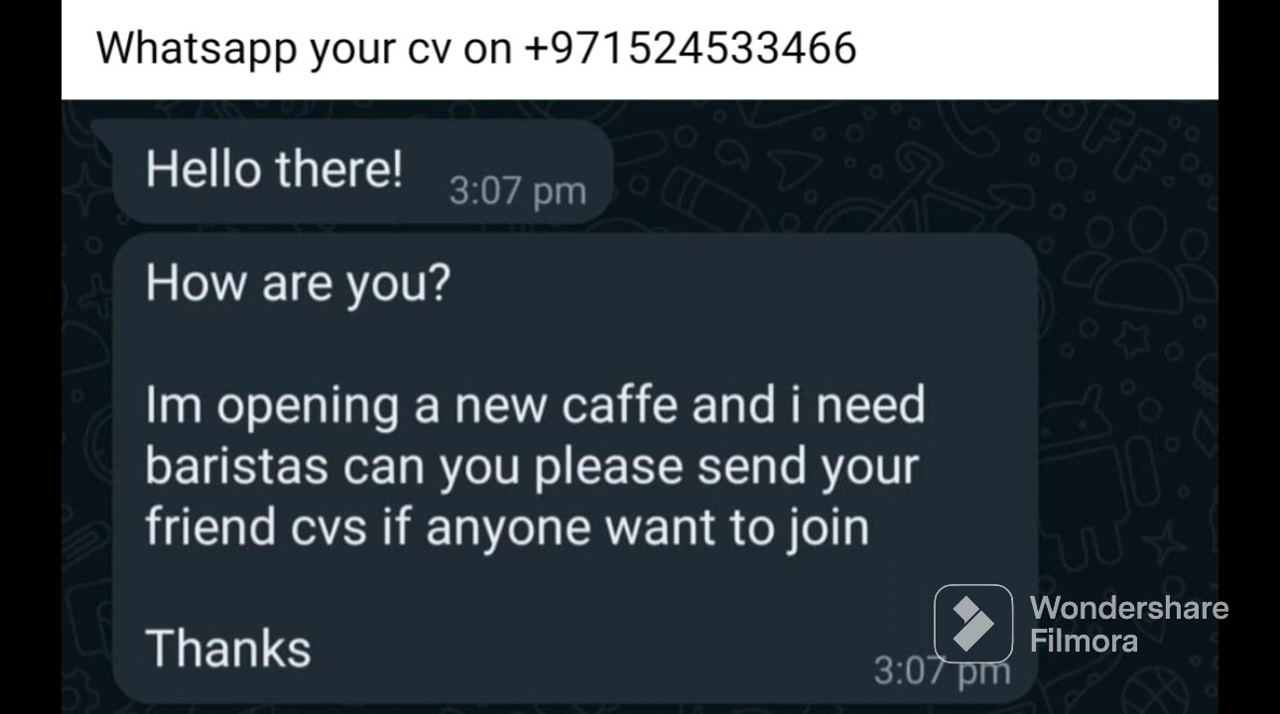 Whatsapp your cv on +971524533466
Hello there!
3:07 pm
How are you?
Im opening a new caffe and i need
baristas can you please send your
friend cvs if anyone want to join
Thanks
3:07 pm
Wondershare
Filmora